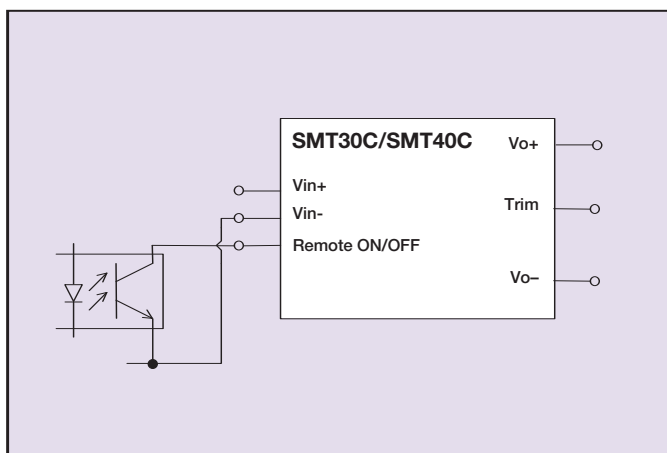 SMT30C/SMT40C
Vo+
Vin+
Vin-
Trim
Remote ON/OFF
Vo–